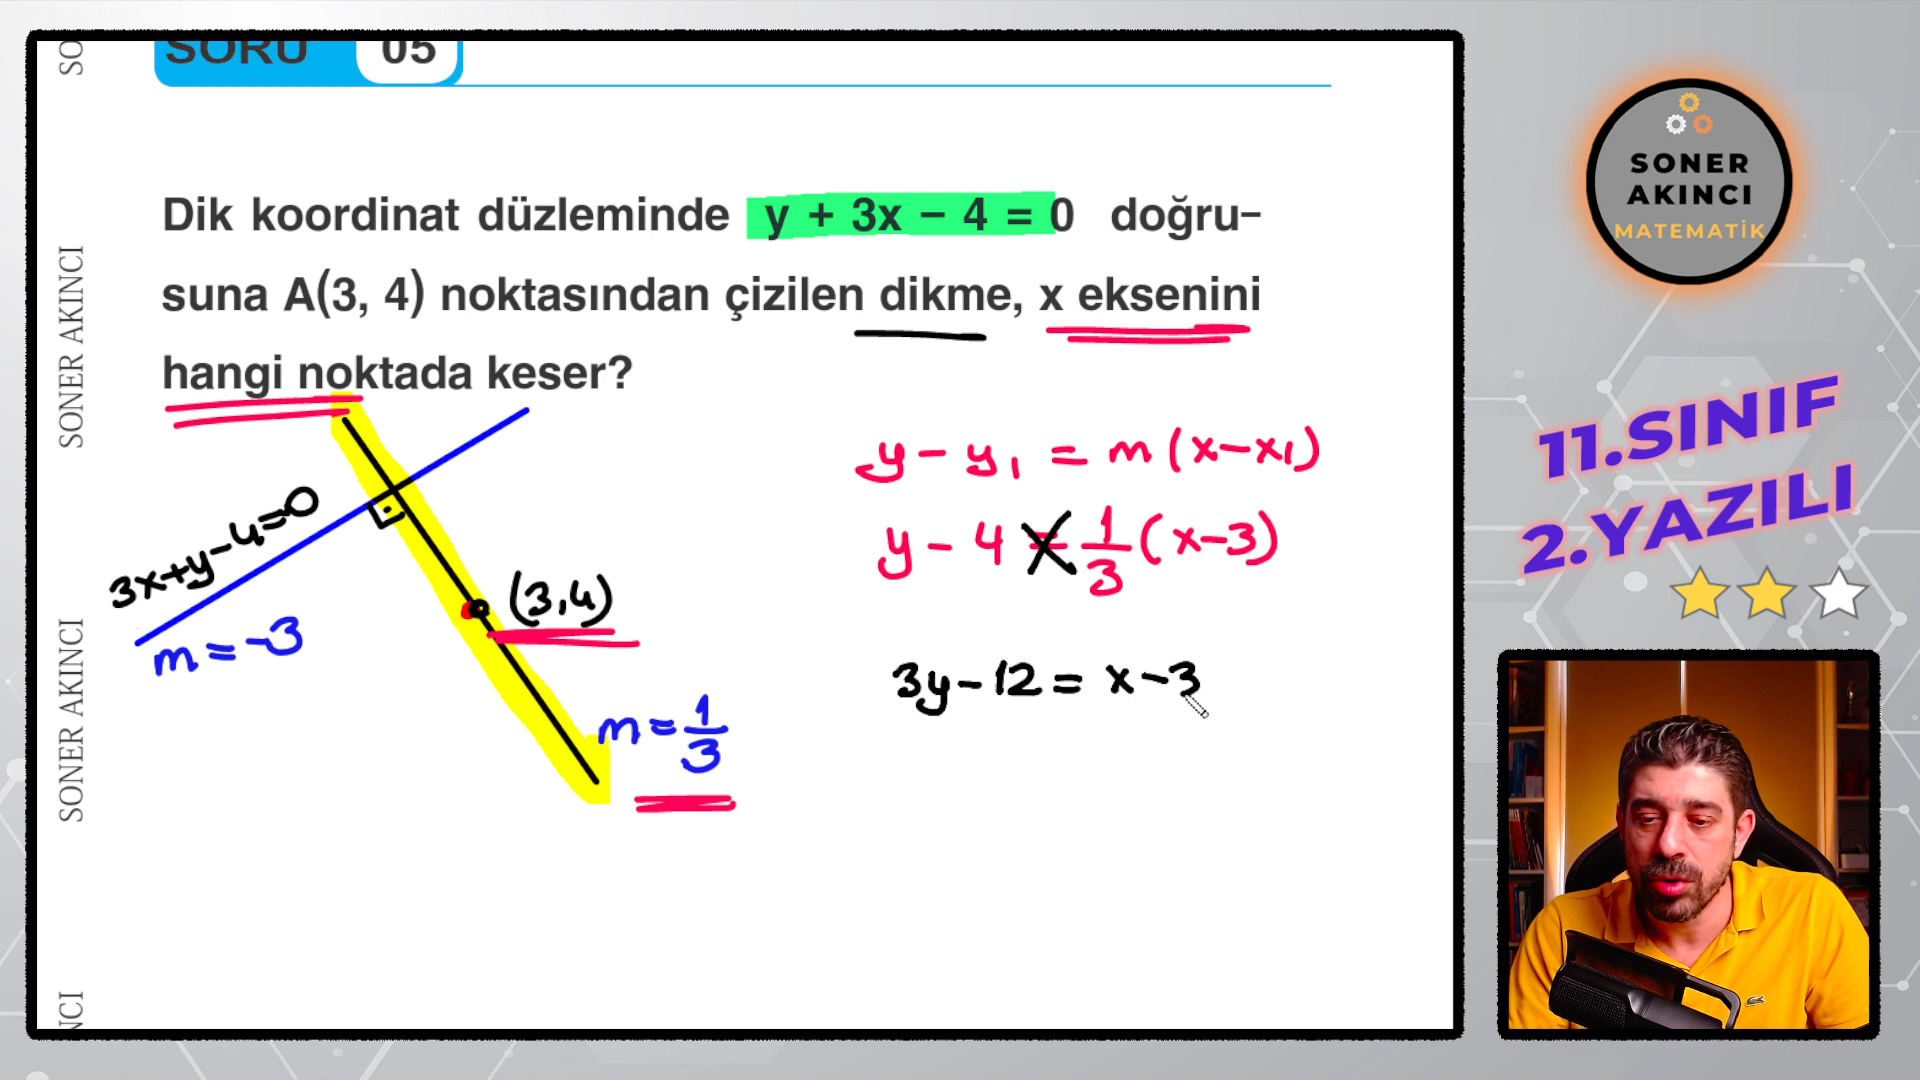 SORU 05
Dik koordinat düzleminde y + 3x − 4 = 0 doğru-
suna A(3, 4) noktasından çizilen dikme, x eksenini
hangi noktada keser?
3x+y-4=0
m = -3
(3,4)
m = 1/3
y - y₁ = m (x-x₁)
y - 4 = 1/3 (x-3)
3y-12 = x-3
SONER AKINCI
SONER AKINCI
SO
NCI
SONER
AKINCI
MATEMATİK
11.SINIF
2.YAZILI